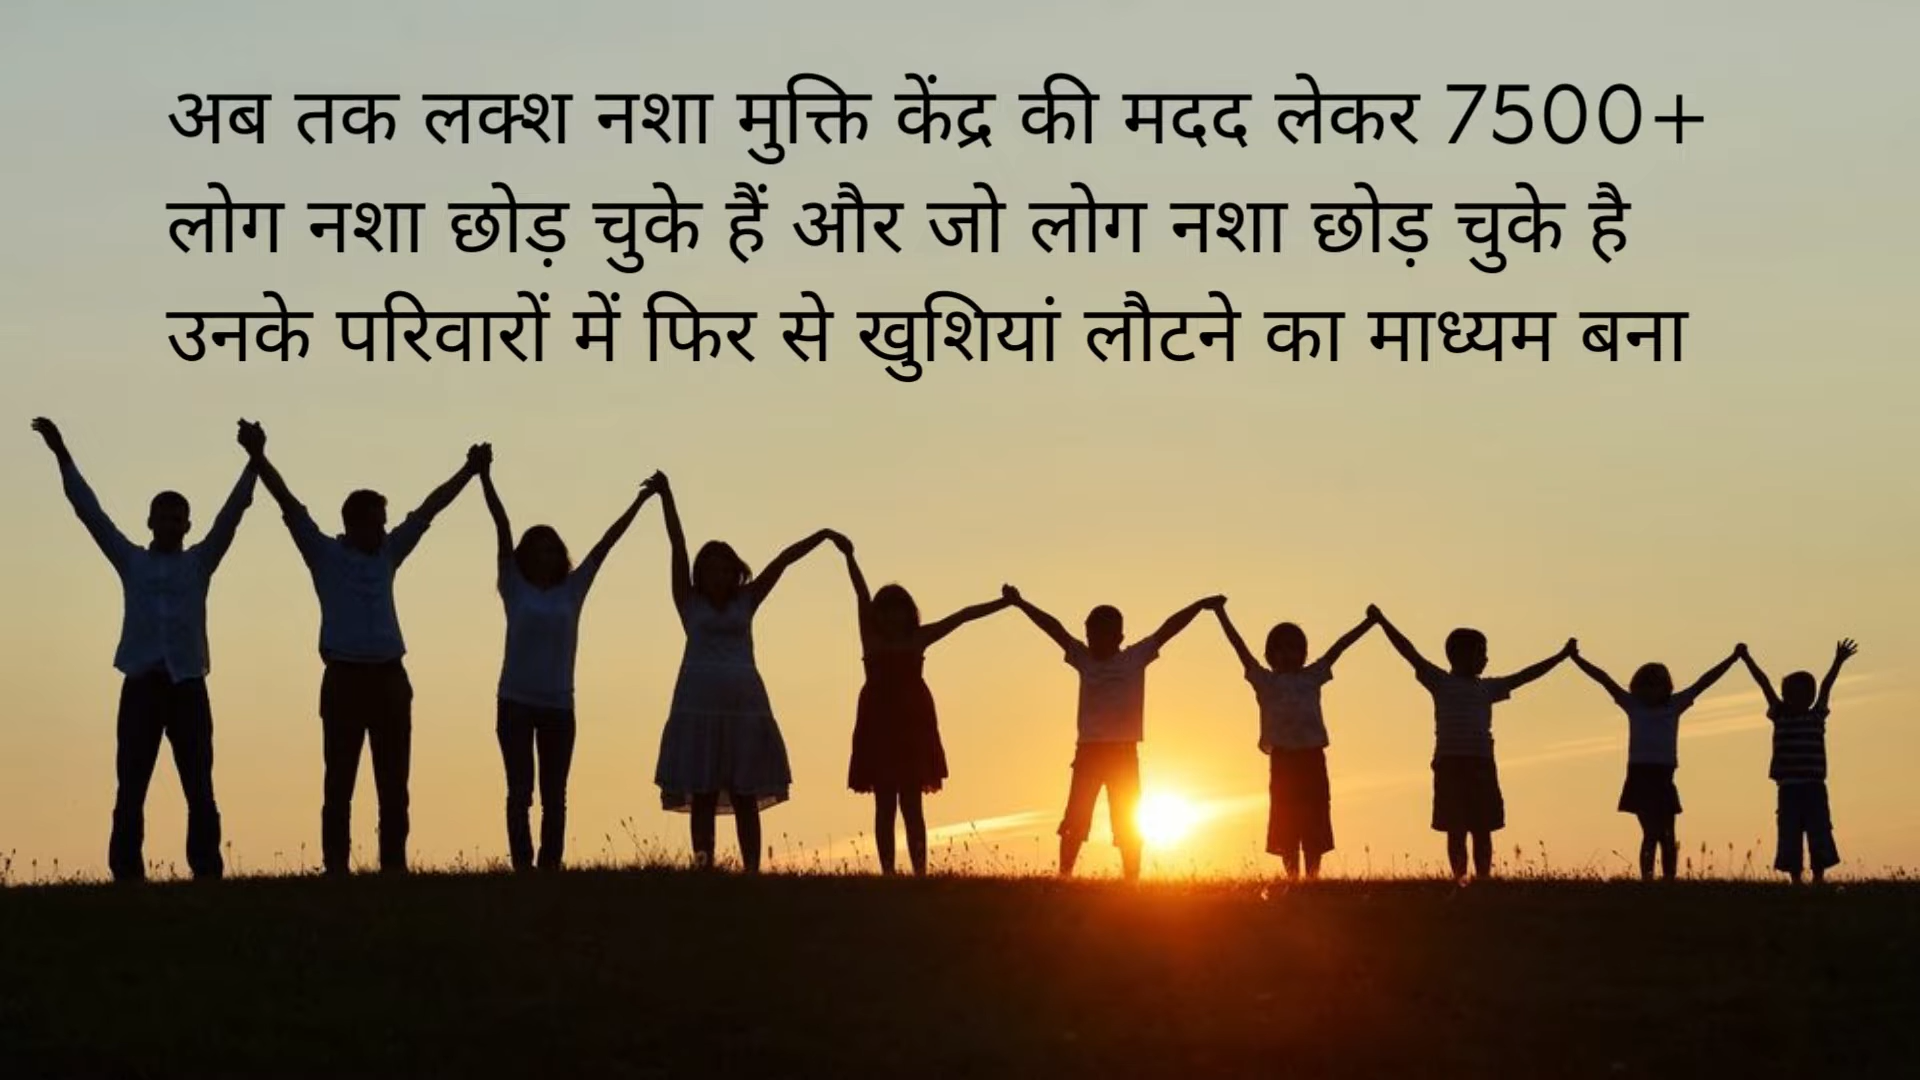 अब तक लक्श नशा मुक्ति केंद्र की मदद लेकर 7500+
लोग नशा छोड़ चुके हैं और जो लोग नशा छोड़ चुके है
उनके परिवारों में फिर से खुशियां लौटने का माध्यम बना